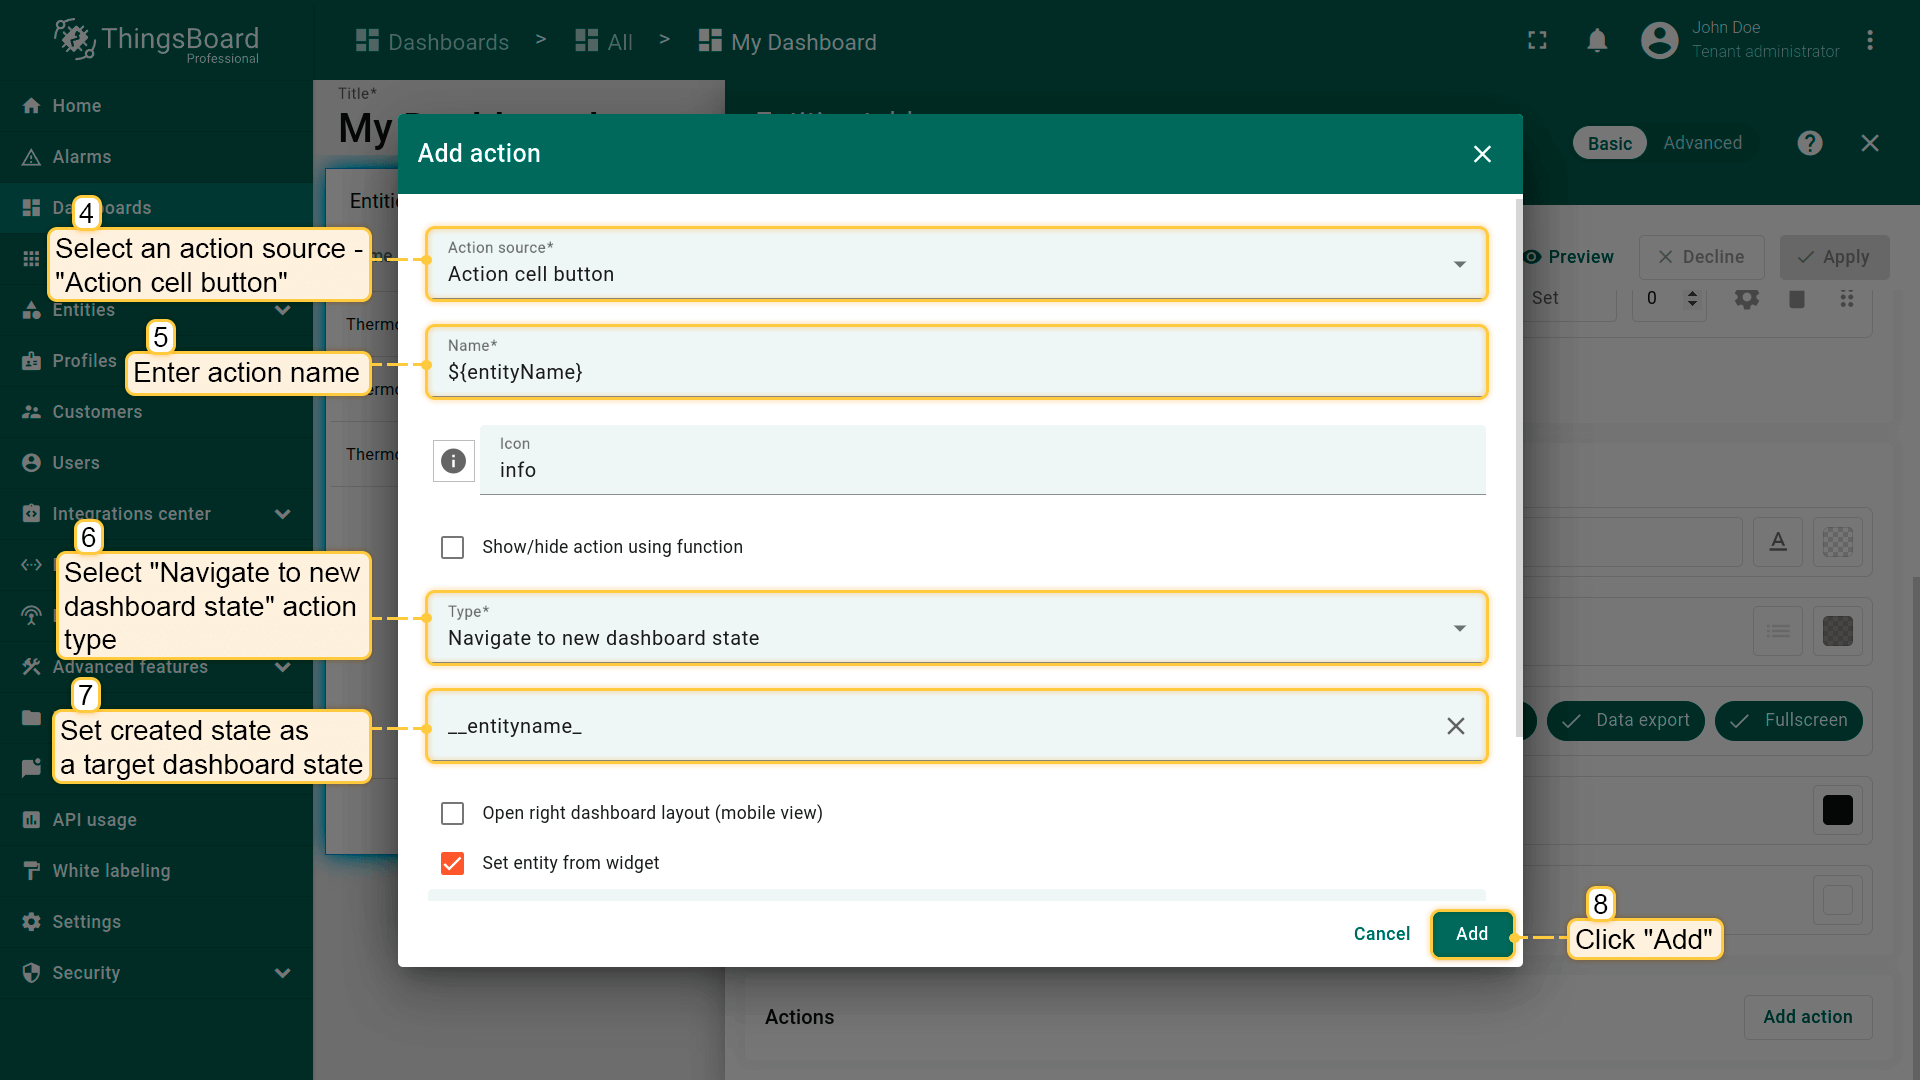 ThingsBoard
Professional
Dashboards > All > My Dashboard
John Doe
Tenant administrator
Home
Alarms
Entities
Profiles
Customers
Users
Integrations center
Advanced features
API usage
White labeling
Settings
Security
Title*
My
Basic
Advanced
Preview
Decline
Apply
Set
0
Data export
Fullscreen
Actions
Add action
Add action
Action source*
Action cell button
Name*
${entityName}
Icon
info
Show/hide action using function
Type*
Navigate to new dashboard state
__entityname_
Open right dashboard layout (mobile view)
Set entity from widget
Cancel
Add
4
Select an action source -
"Action cell button"
5
Enter action name
6
Select "Navigate to new
dashboard state" action
type
7
Set created state as
a target dashboard state
8
Click "Add"